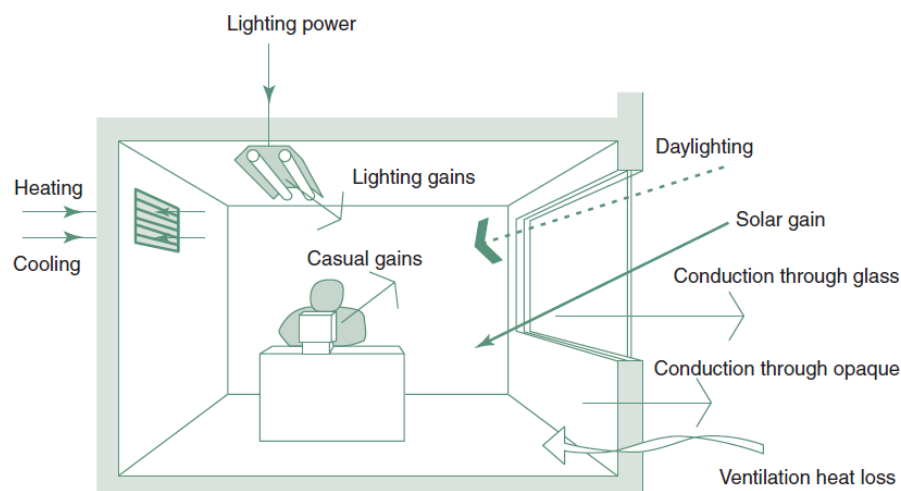 Lighting power
Daylighting
Lighting gains
Heating
Solar gain
Casual gains
Cooling
Conduction through glass
Conduction through opaque
Ventilation heat loss